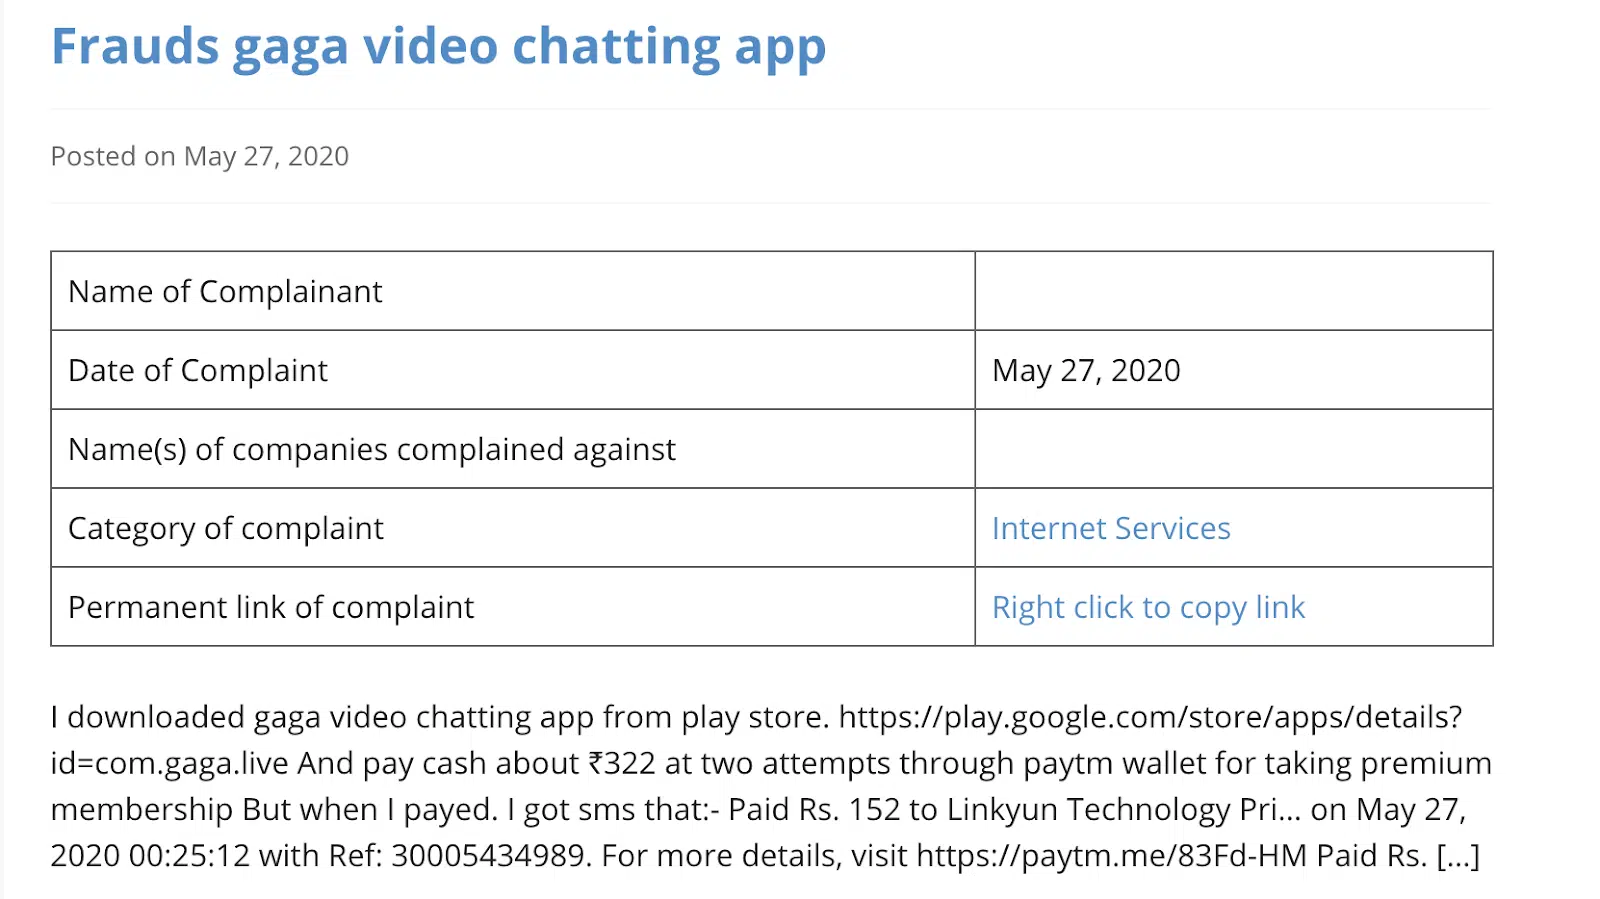 Frauds gaga video chatting app
Posted on May 27, 2020
Name of Complainant
Date of Complaint
May 27, 2020
Name(s) of companies complained against
Category of complaint
Internet Services
Permanent link of complaint
Right click to copy link
I downloaded gaga video chatting app from play store. https://play.google.com/store/apps/details?
id=com.gaga.live And pay cash about ₹322 at two attempts through paytm wallet for taking premium
membership But when I payed. I got sms that:- Paid Rs. 152 to Linkyun Technology Pri... on May 27,
2020 00:25:12 with Ref: 30005434989. For more details, visit https://paytm.me/83Fd-HM Paid Rs. [...]